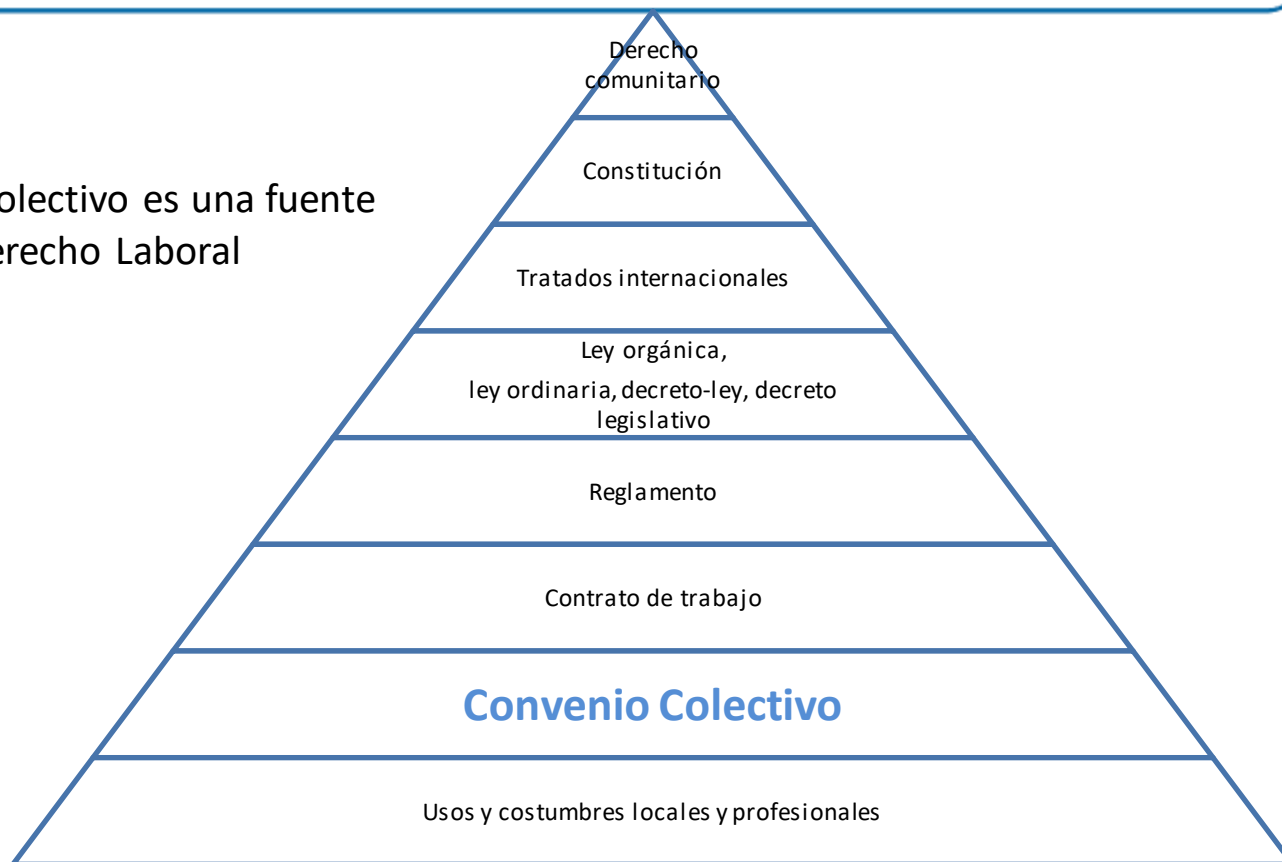 Derecho
comunitario
Constitución
olectivo es una fuente
erecho Laboral
Tratados internacionales
Ley orgánica,
ley ordinaria, decreto-ley, decreto
legislativo
Reglamento
Contrato de trabajo
Convenio Colectivo
Usos y costumbres locales y profesionales